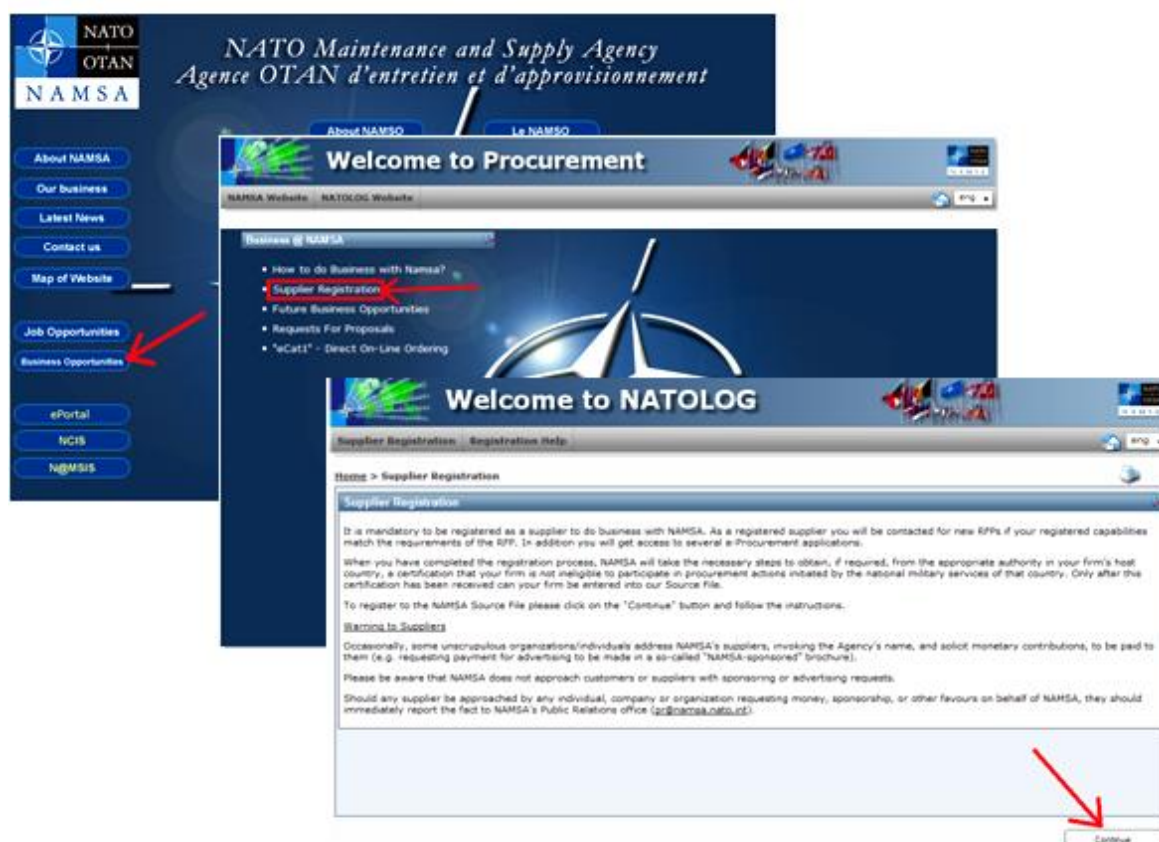 NATO
OTAN
NAMSA
NATO Maintenance and Supply Agency
Agence OTAN d'entretien et d'approvisionnement
About NAMSO
Le NAMSO
About NAMSA
Our business
Latest News
Contact us
Map of Website
Job Opportunities
Business Opportunities
ePortal
NCIS
N@MSIS
Welcome to Procurement
NAMSA Website NATOLOG Website
eng
Business @ NAMSA
• How to do Business with Namsa?
• Supplier Registration
• Future Business Opportunities
• Requests For Proposals
• "eCat1" - Direct On-Line Ordering
Welcome to NATOLOG
Supplier Registration Registration Help
eng
Home > Supplier Registration
Supplier Registration
It is mandatory to be registered as a supplier to do business with NAMSA. As a registered supplier you will be contacted for new RFPs if your registered capabilities
match the requirements of the RFP. In addition you will get access to several e-Procurement applications.
When you have completed the registration process, NAMSA will take the necessary steps to obtain, if required, from the appropriate authority in your firm's host
country, a certification that your firm is not ineligible to participate in procurement actions initiated by the national military services of that country. Only after this
certification has been received can your firm be entered into our Source File.
To register to the NAMSA Source File please click on the "Continue" button and follow the instructions.
Warning to Suppliers
Occasionally, some unscrupulous organizations/individuals address NAMSA's suppliers, invoking the Agency's name, and solicit monetary contributions, to be paid to
them (e.g. requesting payment for advertising to be made in a so-called "NAMSA-sponsored" brochure).
Please be aware that NAMSA does not approach customers or suppliers with sponsoring or advertising requests.
Should any supplier be approached by any individual, company or organization requesting money, sponsorship, or other favours on behalf of NAMSA, they should
immediately report the fact to NAMSA's Public Relations office (pr@namsa.nato.int).
Continue